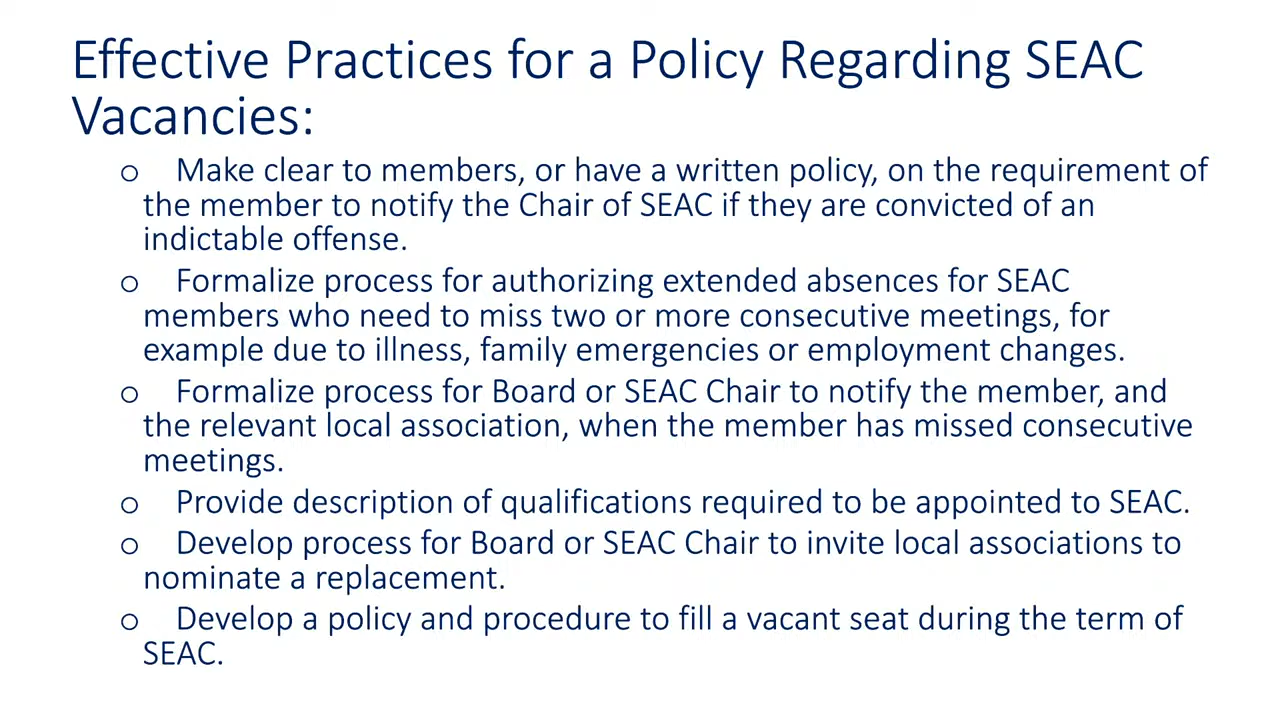 Effective Practices for a Policy Regarding SEAC
Vacancies:
o Make clear to members, or have a written policy, on the requirement of
the member to notify the Chair of SEAC if they are convicted of an
indictable offense.
o Formalize process for authorizing extended absences for SEAC
members who need to miss two or more consecutive meetings, for
example due to illness, family emergencies or employment changes.
o Formalize process for Board or SEAC Chair to notify the member, and
the relevant local association, when the member has missed consecutive
meetings.
o Provide description of qualifications required to be appointed to SEAC.
o Develop process for Board or SEAC Chair to invite local associations to
nominate a replacement.
o Develop a policy and procedure to fill a vacant seat during the term of
SEAC.